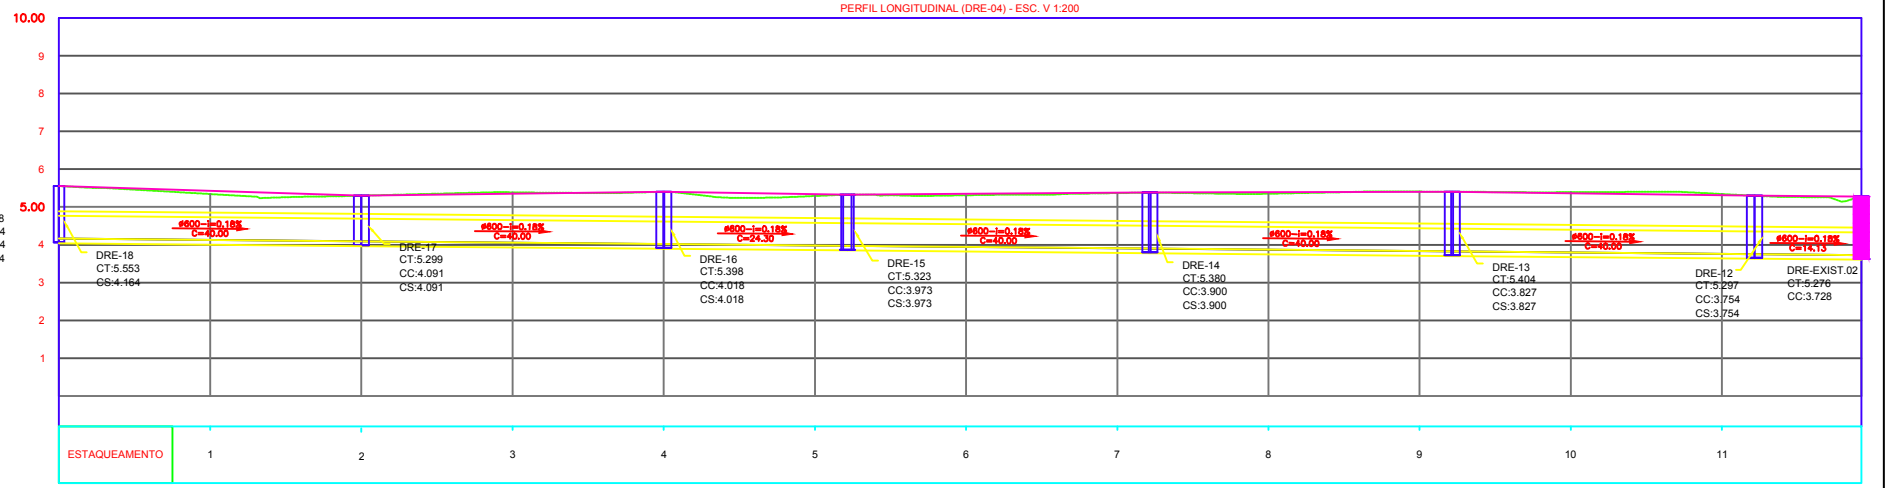 PERFIL LONGITUDINAL (DRE-04) - ESC. V 1:200
10.00
9
8
7
6
5.00
4
3
2
1
8
4
4
4
ø600-i=0.18%
C=40.00
ø600-i=0.18%
C=40.00
ø600-i=0.18%
C=24.30
ø600-i=0.18%
C=40.00
ø600-i=0.18%
C=40.00
ø600-i=0.18%
C=40.00
ø600-i=0.18%
C=14.13
DRE-18
CT:5.553
CS:4.164
DRE-17
CT:5.299
CC:4.091
CS:4.091
DRE-16
CT:5.398
CC:4.018
CS:4.018
DRE-15
CT:5.323
CC:3.973
CS:3.973
DRE-14
CT:5.380
CC:3.900
CS:3.900
DRE-13
CT:5.404
CC:3.827
CS:3.827
DRE-12
CT:5.297
CC:3.754
CS:3.754
DRE-EXIST.02
CT:5.276
CC:3.728
ESTAQUEAMENTO 1 2 3 4 5 6 7 8 9 10 11